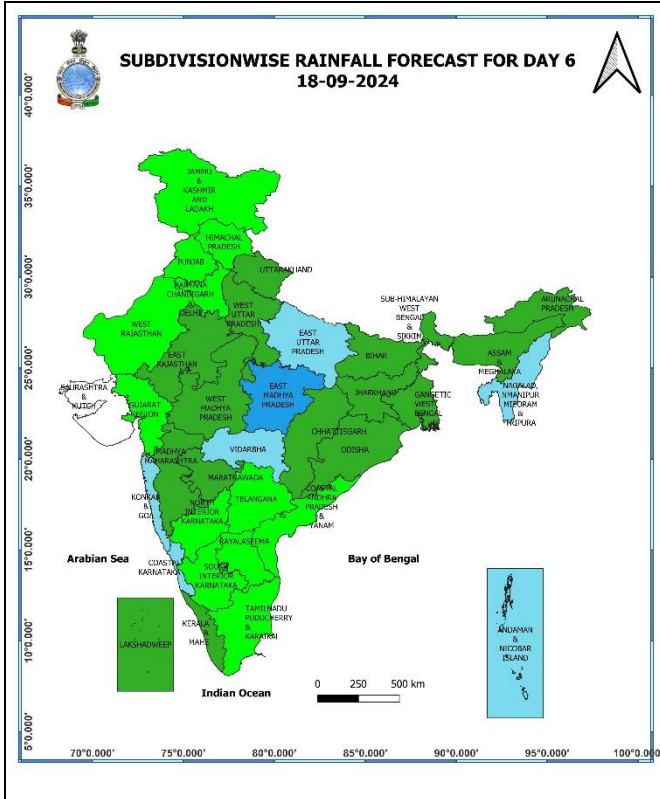 SUBDIVISIONWISE RAINFALL FORECAST FOR DAY 6
18-09-2024
40°0.000'
35°0.000'
30°0.000'
25°0.000'
20°0.000'
15°0.000'
10°0.000'
5°0.000'
JAMMU
&
KASHMIR
AND
LADAKH
HIMACHAL
PRADESH
PUNJAB
UTTARAKHAND
HARYANA
CHANDIGARH
&
DELHI
WEST
UTTAR
PRADESH
WEST
RAJASTHAN
EAST
RAJASTHAN
EAST
UTTAR
PRADESH
SUB-HIMALAYAN
WEST
BENGAL
&
SIKKIM
ARUNACHAL
PRADESH
ASSAM
&
MEGHALAYA
NAGALAD,
NMANIPUR
MIZORAM
&
TRIPURA
BIHAR
SAURASHTRA
&
KUTCH
GUJARAT
REGION
WEST
MADHYA
PRADESH
EAST
MADHYA
PRADESH
JHARKHAND
GANGETIC
WEST
BENGAL
CHHATTISGARH
ODISHA
VIDARBHA
MADHYA
MAHARASHTRA
MARATHAWADA
KONKAN
&
GOA
NORTH
INTERIOR
KARNATAKA
TELANGANA
COASTAL
ANDHRA
PRADESH
&
YANAM
RAYALASEEMA
COASTAL
KARNATAKA
SOUTH
INTERIOR
KARNATAKA
Arabian Sea
Bay of Bengal
TAMILNADU
PUDUCHERRY
&
KARAIKAL
KERALA
&
MAHE
LAKSHADWEEP
ANDAMAN
&
NICOBAR
ISLAND
Indian Ocean
0 250 500 km
70°0.000' 75°0.000' 80°0.000' 85°0.000' 90°0.000' 95°0.000' 100°0.000'